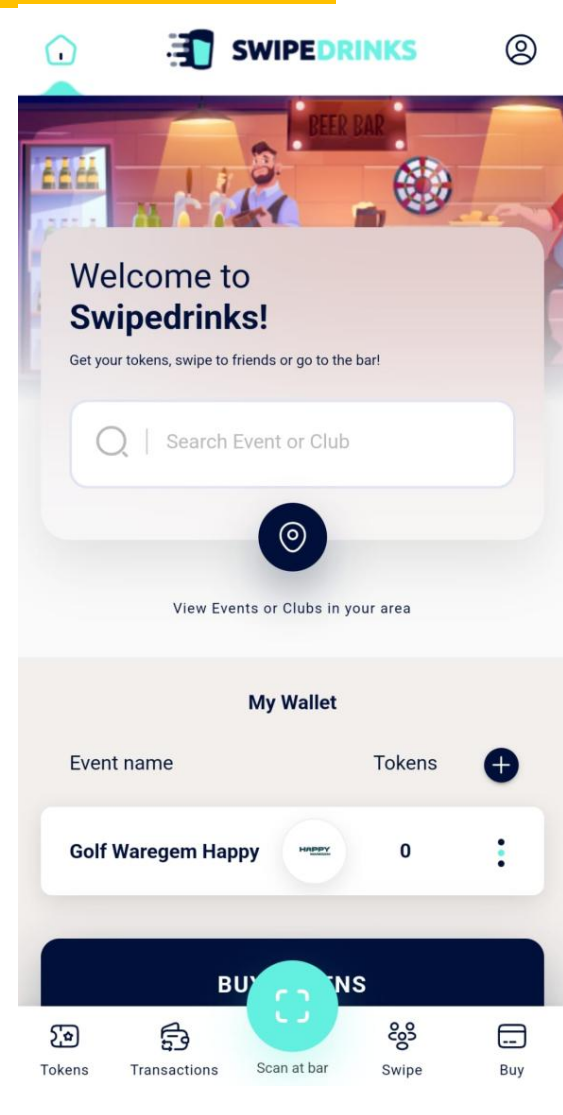 SWIPEDRINKS
BEER BAR
Welcome to
Swipedrinks!
Get your tokens, swipe to friends or go to the bar!
Search Event or Club
View Events or Clubs in your area
My Wallet
Event name Tokens
Golf Waregem Happy HAPPY 0
Tokens Transactions Scan at bar Swipe Buy